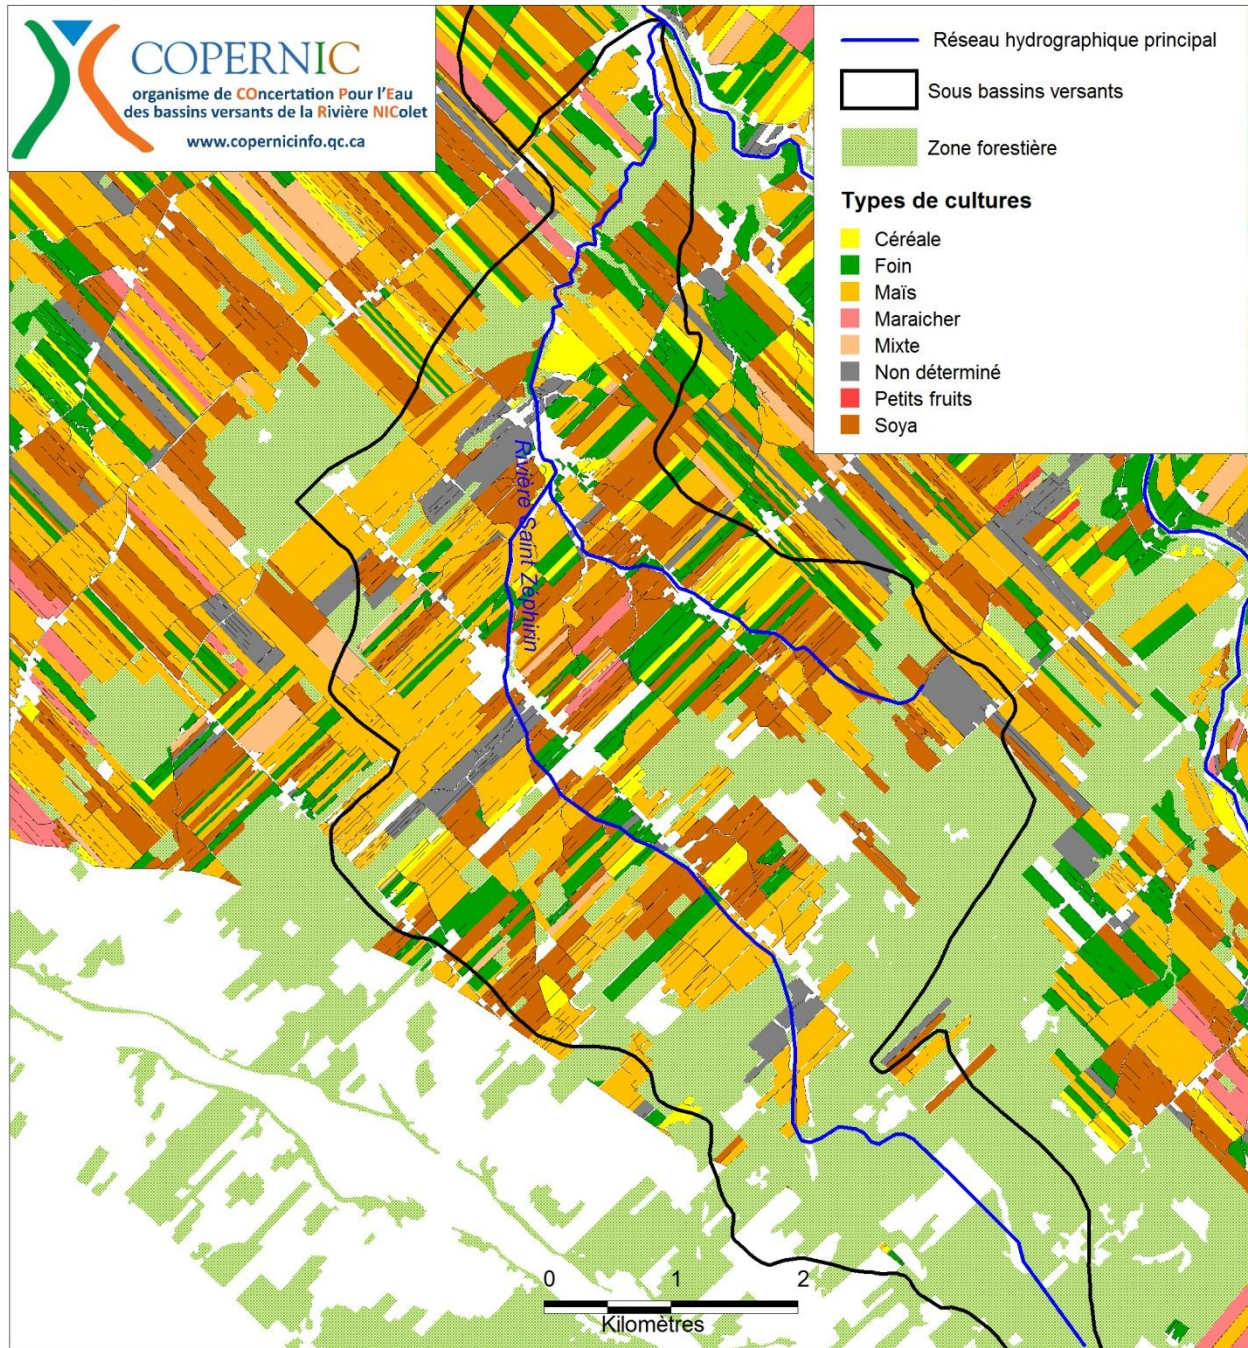 COPERNIC
organisme de COncertation Pour l'Eau
des bassins versants de la Rivière NIColet
www.copernicinfo.qc.ca
Réseau hydrographique principal
Sous bassins versants
Zone forestière
Types de cultures
Céréale
Foin
Maïs
Maraicher
Mixte
Non déterminé
Petits fruits
Soya
Rivière Saint Zéphirin
0 1 2
Kilomètres